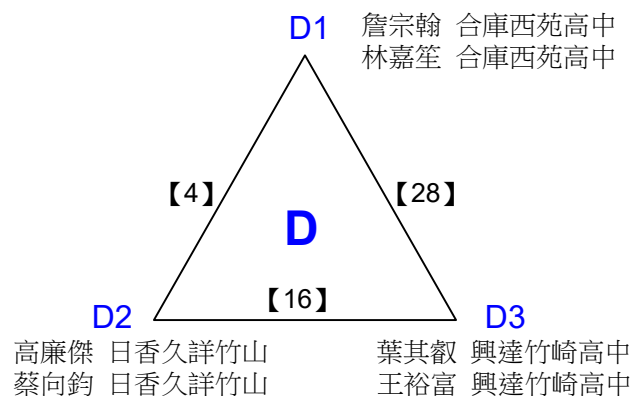 D1 詹宗翰 合庫西苑高中
林嘉笙 合庫西苑高中
【4】 【28】
D
【16】
D2 D3
高廉傑 日香久詳竹山 葉其叡 興達竹崎高中
蔡向鈞 日香久詳竹山 王裕富 興達竹崎高中